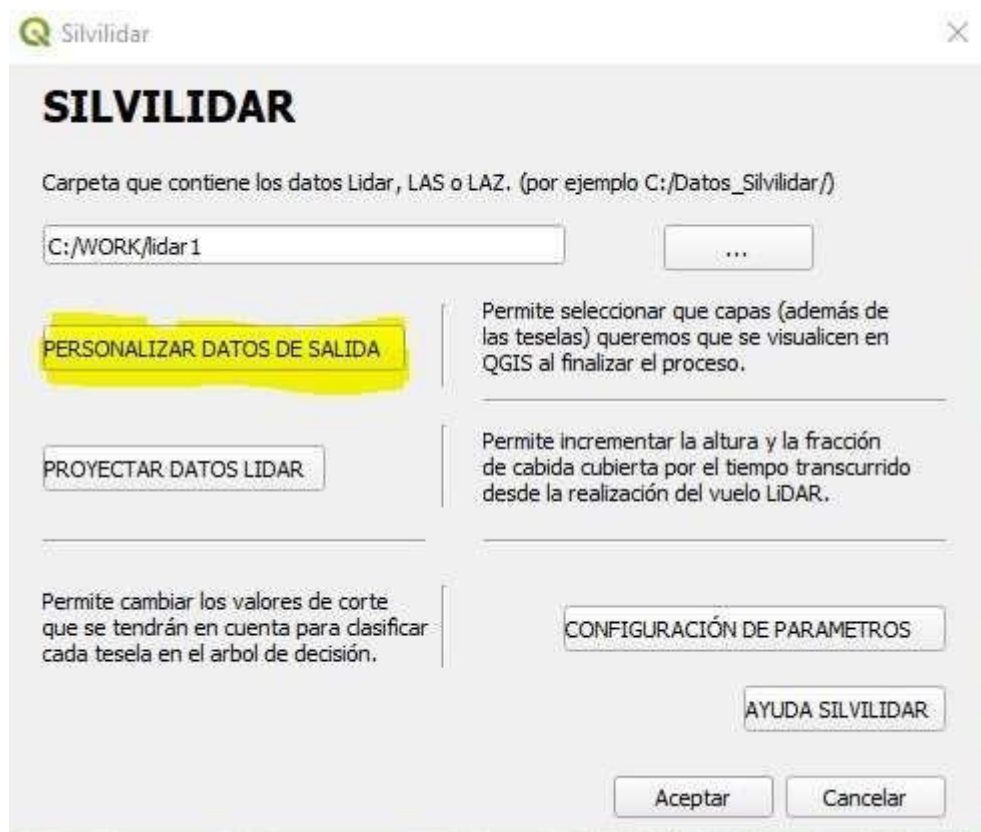 Silvilidar
SILVILIDAR
Carpeta que contiene los datos Lidar, LAS o LAZ. (por ejemplo C:/Datos_Silvilidar/)
C:/WORK/lidar1
...
PERSONALIZAR DATOS DE SALIDA
Permite seleccionar que capas (además de
las teselas) queremos que se visualicen en
QGIS al finalizar el proceso.
PROYECTAR DATOS LIDAR
Permite incrementar la altura y la fracción
de cabida cubierta por el tiempo transcurrido
desde la realización del vuelo LiDAR.
Permite cambiar los valores de corte
que se tendrán en cuenta para clasificar
cada tesela en el arbol de decisión.
CONFIGURACIÓN DE PARAMETROS
AYUDA SILVILIDAR
Aceptar
Cancelar